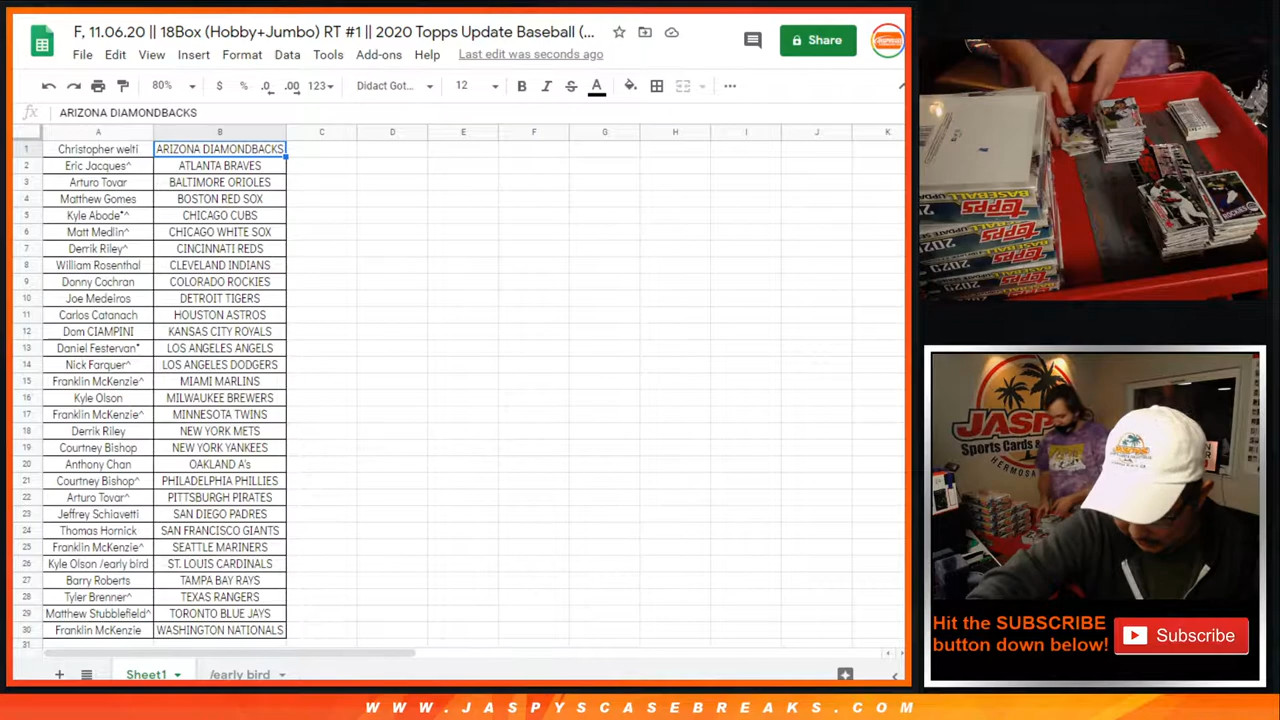 F, 11.06.20 || 18Box (Hobby+Jumbo) RT #1 || 2020 Topps Update Baseball (...
File Edit View Insert Format Data Tools Add-ons Help Last edit was seconds ago
Share
80% $ % .0 .00 123 Didact Got... 12 B I S A
fx ARIZONA DIAMONDBACKS
A B C D E F G H I J K
1 Christopher welti ARIZONA DIAMONDBACKS
2 Eric Jacques^ ATLANTA BRAVES
3 Arturo Tovar BALTIMORE ORIOLES
4 Matthew Gomes BOSTON RED SOX
5 Kyle Abode*^ CHICAGO CUBS
6 Matt Medlin^ CHICAGO WHITE SOX
7 Derrik Riley^ CINCINNATI REDS
8 William Rosenthal CLEVELAND INDIANS
9 Donny Cochran COLORADO ROCKIES
10 Joe Medeiros DETROIT TIGERS
11 Carlos Catanach HOUSTON ASTROS
12 Dom CIAMPINI KANSAS CITY ROYALS
13 Daniel Festervan* LOS ANGELES ANGELS
14 Nick Farquer^ LOS ANGELES DODGERS
15 Franklin McKenzie^ MIAMI MARLINS
16 Kyle Olson MILWAUKEE BREWERS
17 Franklin McKenzie^ MINNESOTA TWINS
18 Derrik Riley NEW YORK METS
19 Courtney Bishop NEW YORK YANKEES
20 Anthony Chan OAKLAND A's
21 Courtney Bishop^ PHILADELPHIA PHILLIES
22 Arturo Tovar^ PITTSBURGH PIRATES
23 Jeffrey Schiavetti SAN DIEGO PADRES
24 Thomas Hornick SAN FRANCISCO GIANTS
25 Franklin McKenzie^ SEATTLE MARINERS
26 Kyle Olson /early bird ST. LOUIS CARDINALS
27 Barry Roberts TAMPA BAY RAYS
28 Tyler Brenner^ TEXAS RANGERS
29 Matthew Stubblefield^ TORONTO BLUE JAYS
30 Franklin McKenzie WASHINGTON NATIONALS
31
Sheet1 /early bird
topps
BASEBALL
topps
topps
topps
ROCKIES
JASP
Sports Cards &
HERMOSA
Hit the SUBSCRIBE
button down below!
Subscribe
WWW.JASPYSCASEBREAKS.COM